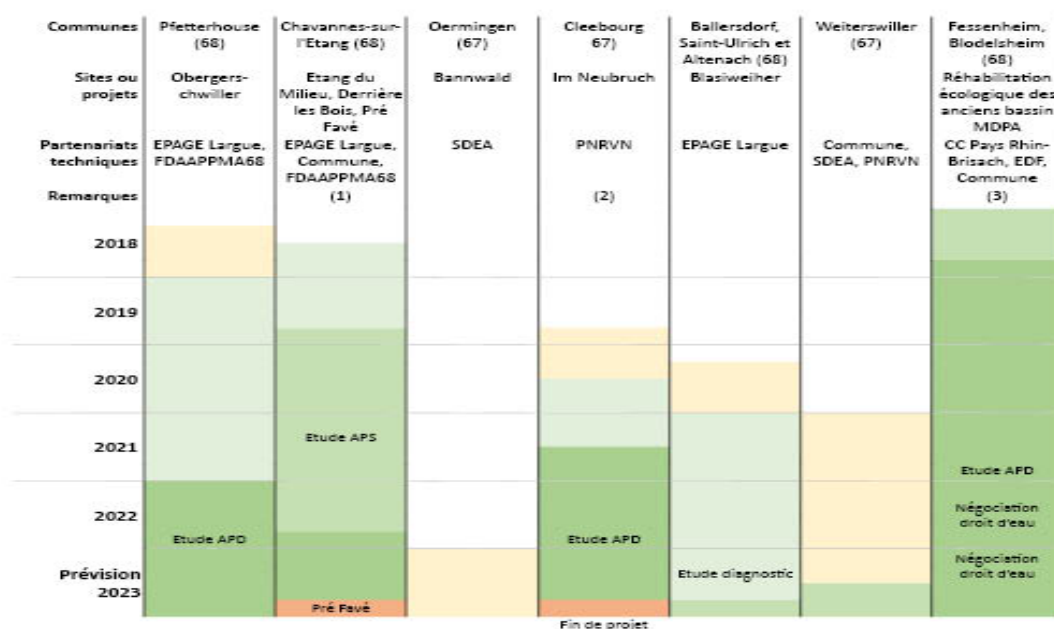 Communes
Pfetterhouse
(68)
Chavannes-sur-
l'Etang (68)
Oermingen
(67)
Cleebourg
67)
Ballersdorf,
Saint-Ulrich et
Altenach (68)
Weiterswiller
(67)
Fessenheim,
Blodelsheim
(68)
Sites ou
projets
Obergers-
chwiller
Etang du
Milieu, Derrière
les Bois, Pré
Favé
Bannwald
Im Neubruch
Blasiweiher
Réhabilitation
écologique des
anciens bassin
MDPA
Partenariats
techniques
EPAGE Largue,
FDAAPPMA68
EPAGE Largue,
Commune,
FDAAPPMA68
SDEA
PNRVN
EPAGE Largue
Commune,
SDEA, PNRVN
CC Pays Rhin-
Brisach, EDF,
Commune
Remarques
(1)
(2)
(3)
2018
2019
2020
2021
Etude APS
Etude APD
2022
Etude APD
Etude APD
Négociation
droit d'eau
Prévision
2023
Etude diagnostic
Négociation
droit d'eau
Pré Favé
Fin de projet